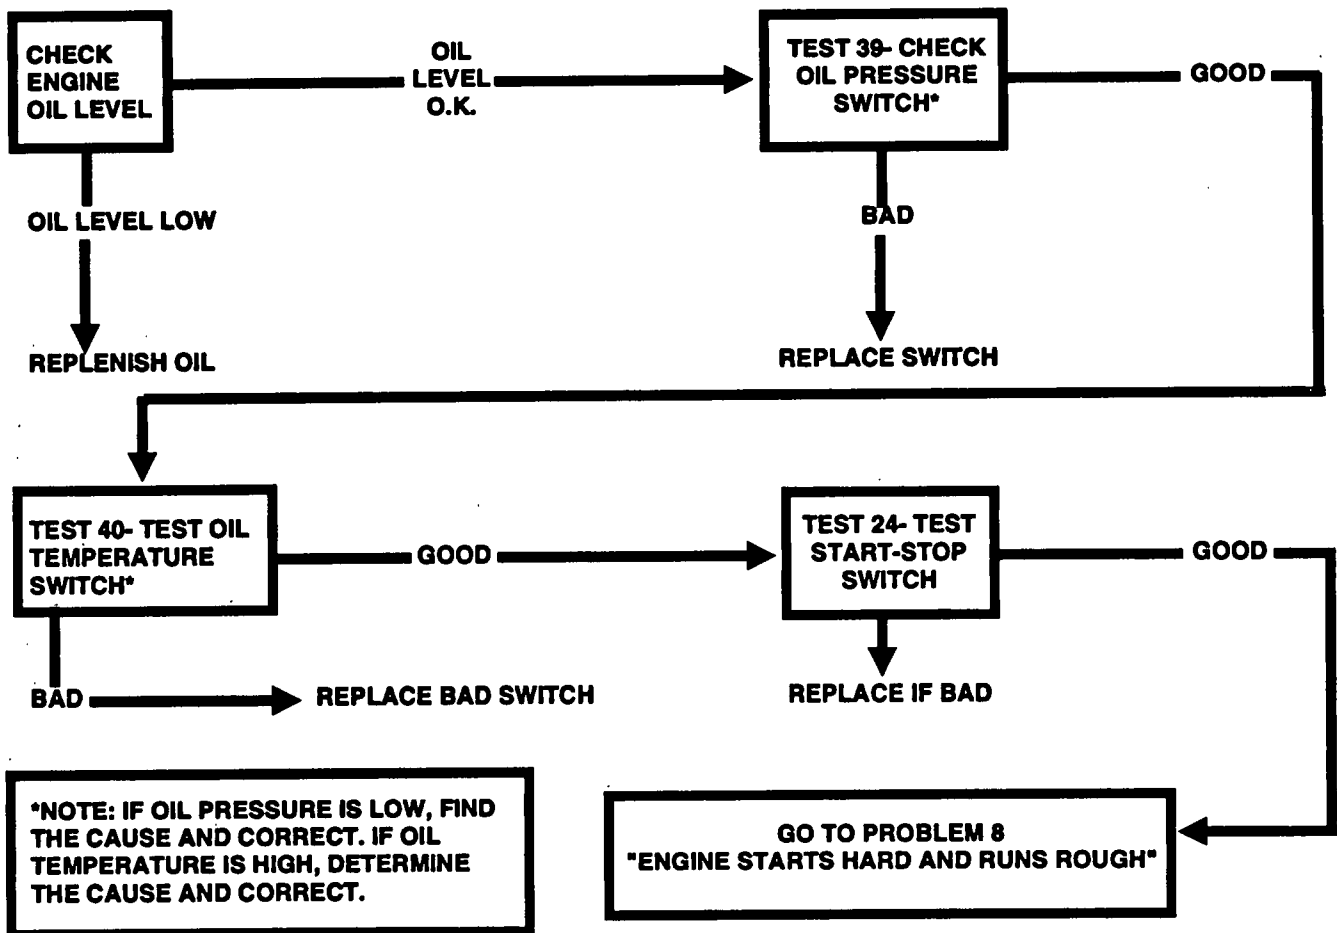 CHECK
ENGINE
OIL LEVEL
OIL
LEVEL
O.K.
TEST 39- CHECK
OIL PRESSURE
SWITCH*
GOOD
OIL LEVEL LOW
BAD
REPLENISH OIL
REPLACE SWITCH
TEST 40- TEST OIL
TEMPERATURE
SWITCH*
GOOD
TEST 24- TEST
START-STOP
SWITCH
GOOD
BAD
REPLACE BAD SWITCH
REPLACE IF BAD
*NOTE: IF OIL PRESSURE IS LOW, FIND
THE CAUSE AND CORRECT. IF OIL
TEMPERATURE IS HIGH, DETERMINE
THE CAUSE AND CORRECT.
GO TO PROBLEM 8
"ENGINE STARTS HARD AND RUNS ROUGH"